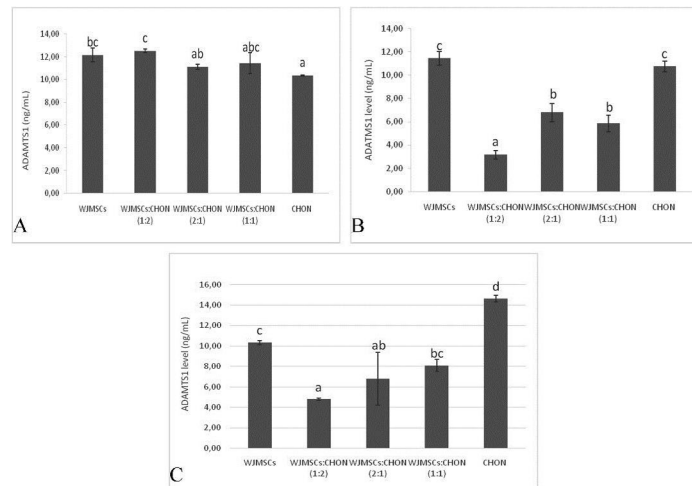 14,00
12,00
10,00
8,00
6,00
4,00
2,00
0,00
ADAMTS1 (ng/mL)
bc
c
ab
abc
a
WJMSCs
WJMSCs:CHON
(1:2)
WJMSCs:CHON
(2:1)
WJMSCs:CHON
(1:1)
CHON
A
14,00
12,00
10,00
8,00
6,00
4,00
2,00
0,00
ADATMS1 level (ng/mL)
c
a
b
b
c
WJMSCs
WJMSCs:CHON
(1:2)
WJMSCs:CHON
(2:1)
WJMSCs:CHON
(1:1)
CHON
B
16,00
14,00
12,00
10,00
8,00
6,00
4,00
2,00
0,00
ADAMTS1 level (ng/mL)
c
a
ab
bc
d
WJMSCs
WJMSCs:CHON
(1:2)
WJMSCs:CHON
(2:1)
WJMSCs:CHON
(1:1)
CHON
C